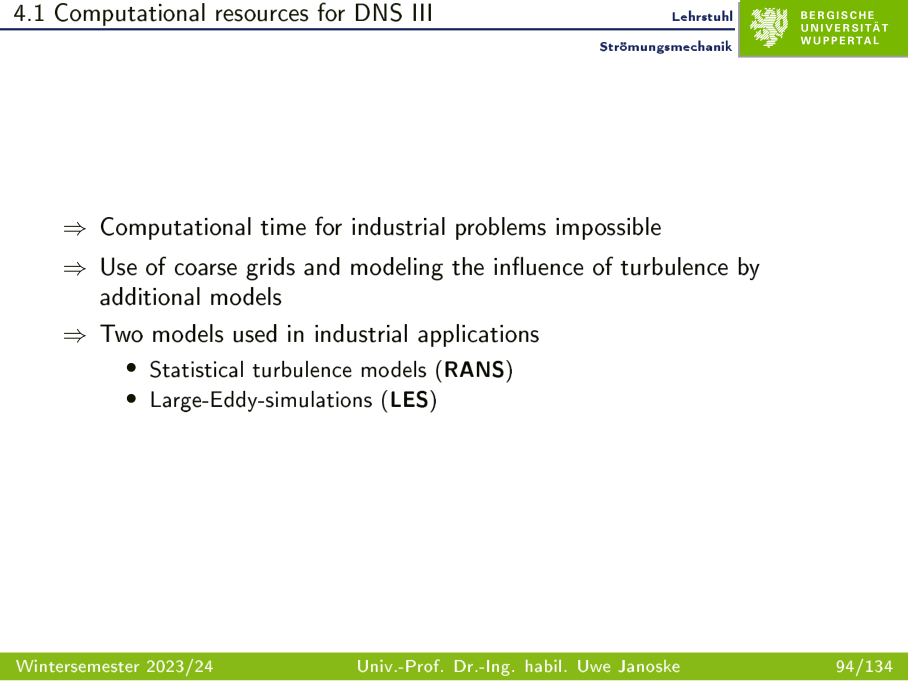 4.1 Computational resources for DNS III
Lehrstuhl
Strömungsmechanik
BERGISCHE
UNIVERSITÄT
WUPPERTAL
⇒ Computational time for industrial problems impossible
⇒ Use of coarse grids and modeling the influence of turbulence by
additional models
⇒ Two models used in industrial applications
• Statistical turbulence models (RANS)
• Large-Eddy-simulations (LES)
Wintersemester 2023/24
Univ.-Prof. Dr.-Ing. habil. Uwe Janoske
94/134